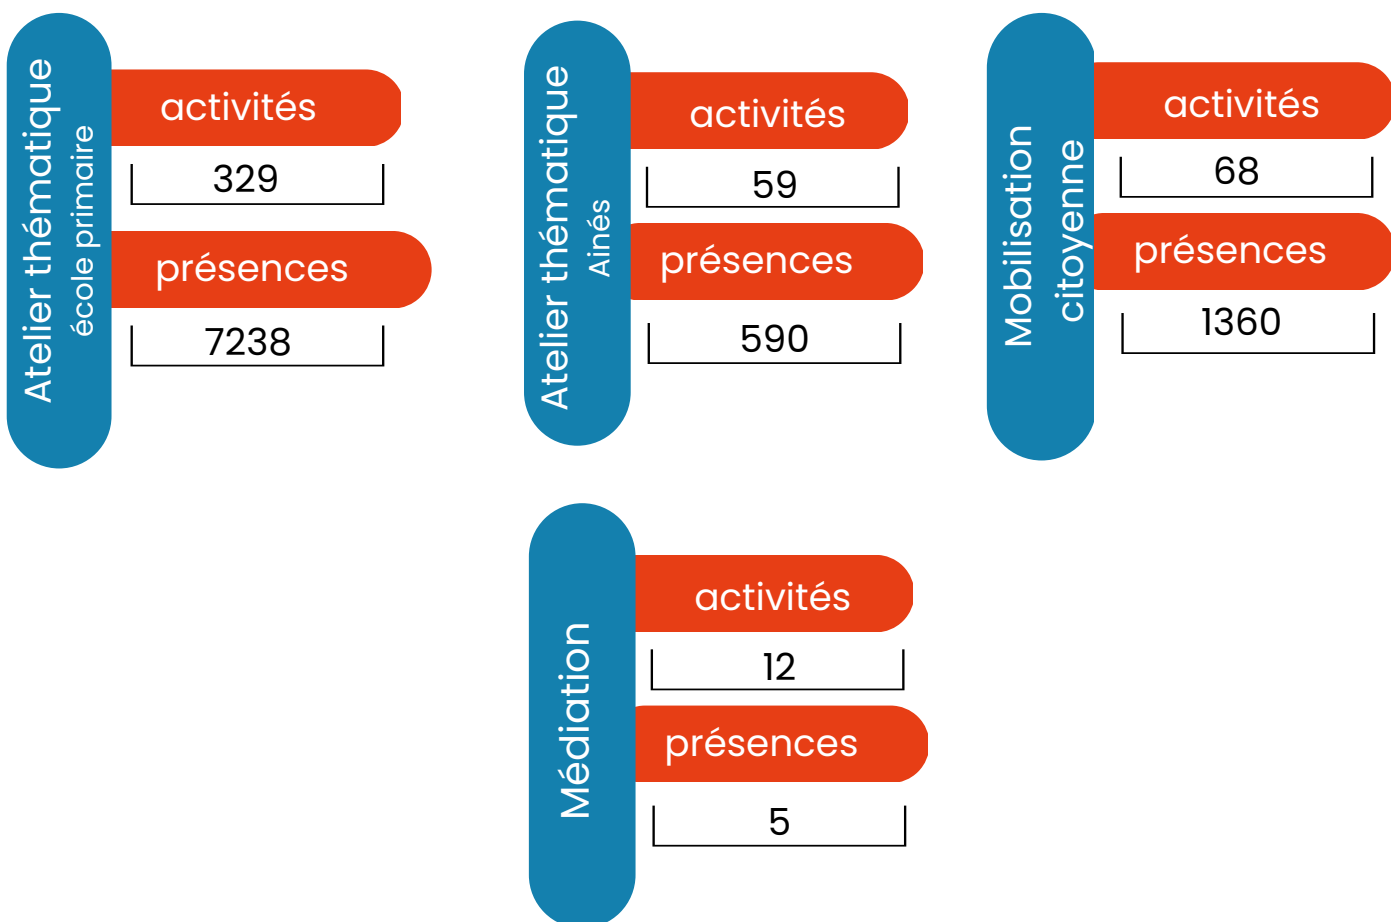 Atelier thématique
école primaire
activités
329
présences
7238
Atelier thématique
Ainés
activités
59
présences
590
Mobilisation
citoyenne
activités
68
présences
1360
Médiation
activités
12
présences
5